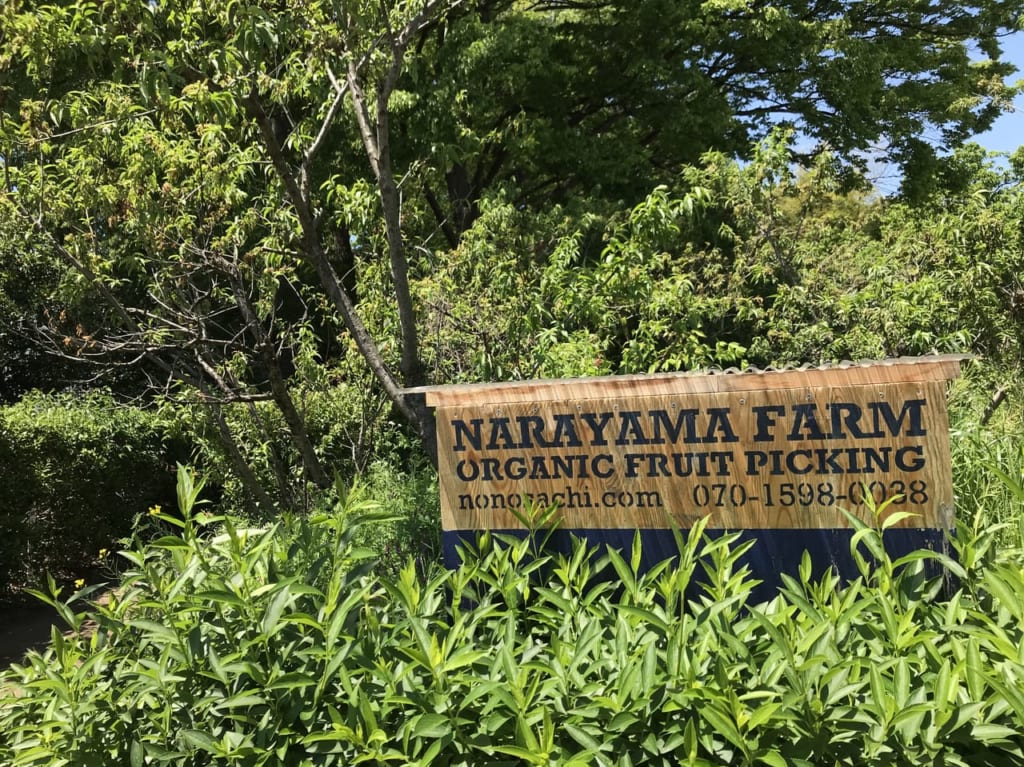 NARAYAMA FARM
ORGANIC FRUIT PICKING
nonosachi.com 070-1598-0038